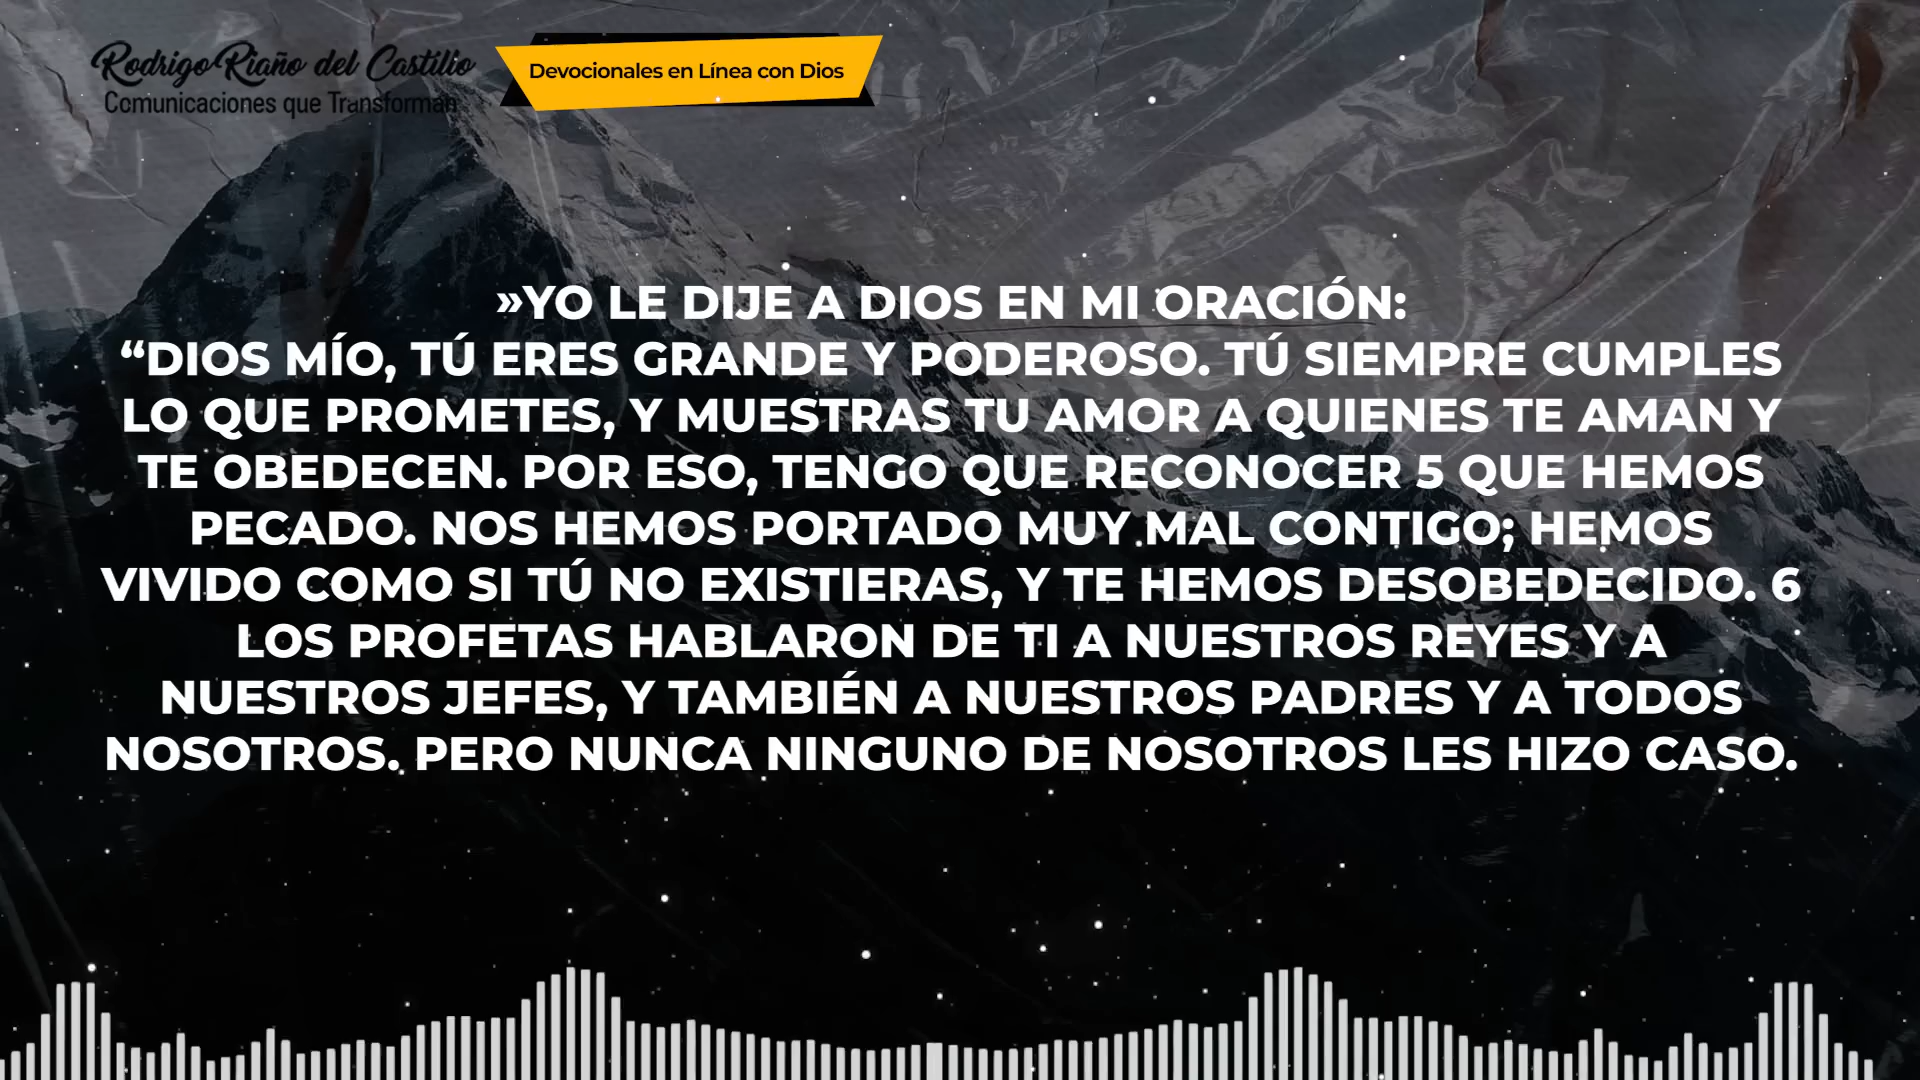 Rodrigo Riaño del Castillo
Comunicaciones que Transforman
Devocionales en Línea con Dios
»YO LE DIJE A DIOS EN MI ORACIÓN:
“DIOS MÍO, TÚ ERES GRANDE Y PODEROSO. TÚ SIEMPRE CUMPLES
LO QUE PROMETES, Y MUESTRAS TU AMOR A QUIENES TE AMAN Y
TE OBEDECEN. POR ESO, TENGO QUE RECONOCER 5 QUE HEMOS
PECADO. NOS HEMOS PORTADO MUY MAL CONTIGO; HEMOS
VIVIDO COMO SI TÚ NO EXISTIERAS, Y TE HEMOS DESOBEDECIDO. 6
LOS PROFETAS HABLARON DE TI A NUESTROS REYES Y A
NUESTROS JEFES, Y TAMBIÉN A NUESTROS PADRES Y A TODOS
NOSOTROS. PERO NUNCA NINGUNO DE NOSOTROS LES HIZO CASO.